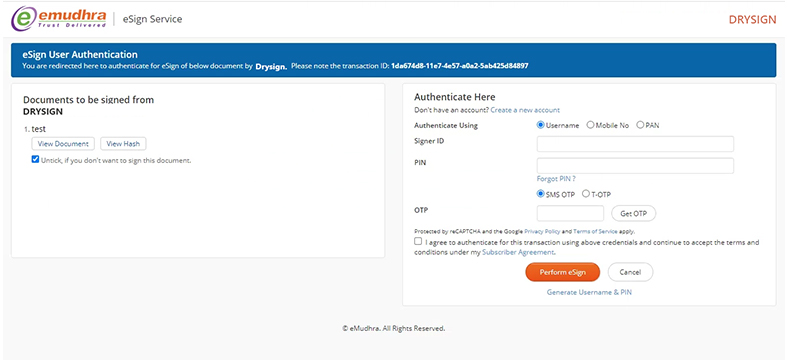 emudhra
Trust Delivered
eSign Service
DRYSIGN
eSign User Authentication
You are redirected here to authenticate for eSign of below document by Drysign. Please note the transaction ID: 1da674d8-11e7-4e57-a0a2-5ab425d84897
Documents to be signed from
DRYSIGN
1. test
View Document View Hash
Untick, if you don't want to sign this document.
Authenticate Here
Don't have an account? Create a new account
Authenticate Using Username Mobile No PAN
Signer ID
PIN
Forgot PIN ?
SMS OTP T-OTP
OTP Get OTP
Protected by reCAPTCHA and the Google Privacy Policy and Terms of Service apply.
I agree to authenticate for this transaction using above credentials and continue to accept the terms and
conditions under my Subscriber Agreement.
Perform eSign Cancel
Generate Username & PIN
© eMudhra. All Rights Reserved.